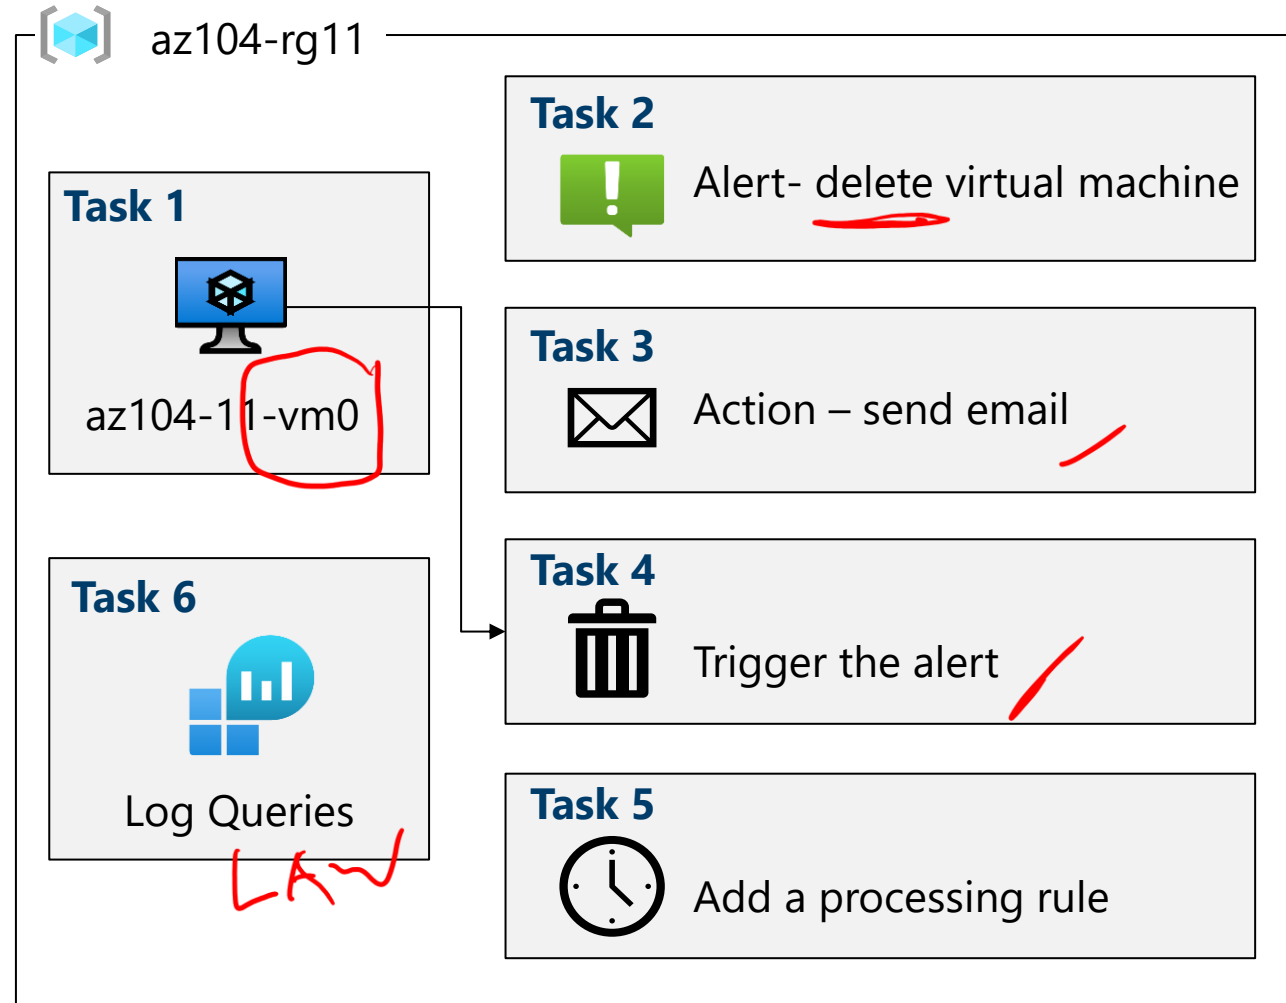 az104-rg11
Task 1
az104-11-vm0
Task 2
Alert- delete virtual machine
Task 3
Action – send email
Task 4
Trigger the alert
Task 5
Add a processing rule
Task 6
Log Queries
LAW